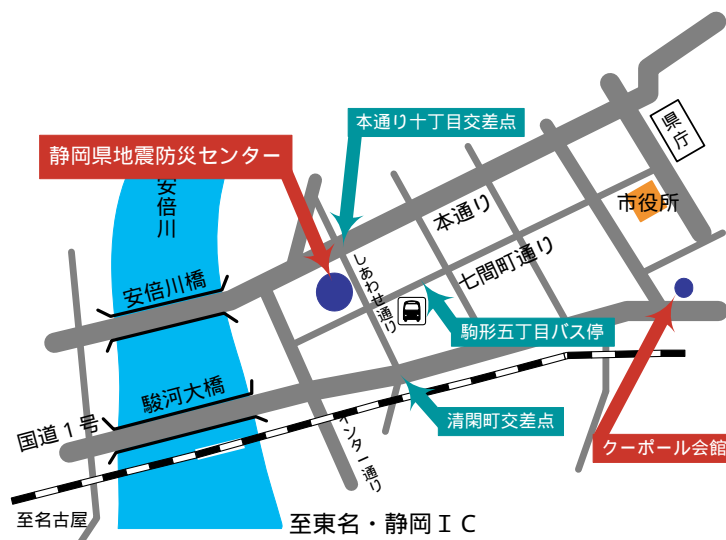 本通り十丁目交差点
県庁
静岡県地震防災センター
安倍川
市役所
本通り
しあわせ通り
七間町通り
安倍川橋
駒形五丁目バス停
駿河大橋
国道1号
清閑町交差点
インター通り
クーポール会館
至名古屋
至東名・静岡IC